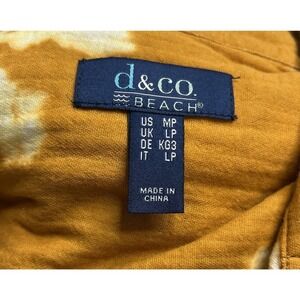 d&co.
BEACH®
US MP
UK LP
DE KG3
IT LP
MADE IN
CHINA